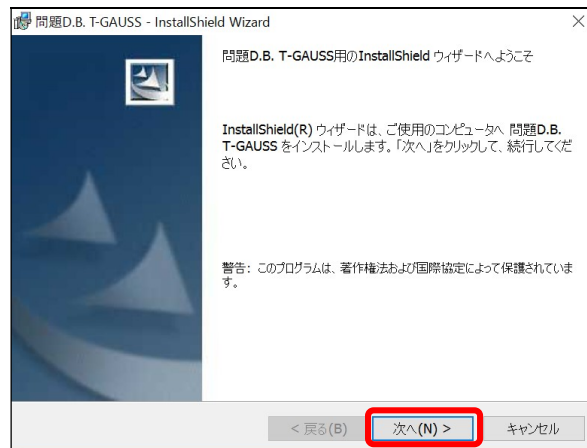 問題D.B. T-GAUSS - InstallShield Wizard
問題D.B. T-GAUSS用のInstallShield ウィザードへようこそ
InstallShield(R) ウィザードは、ご使用のコンピュータへ 問題D.B.
T-GAUSS をインストールします。「次へ」をクリックして、続行してくだ
さい。
警告: このプログラムは、著作権法および国際協定によって保護されていま
す。
< 戻る(B)
次へ(N) >
キャンセル